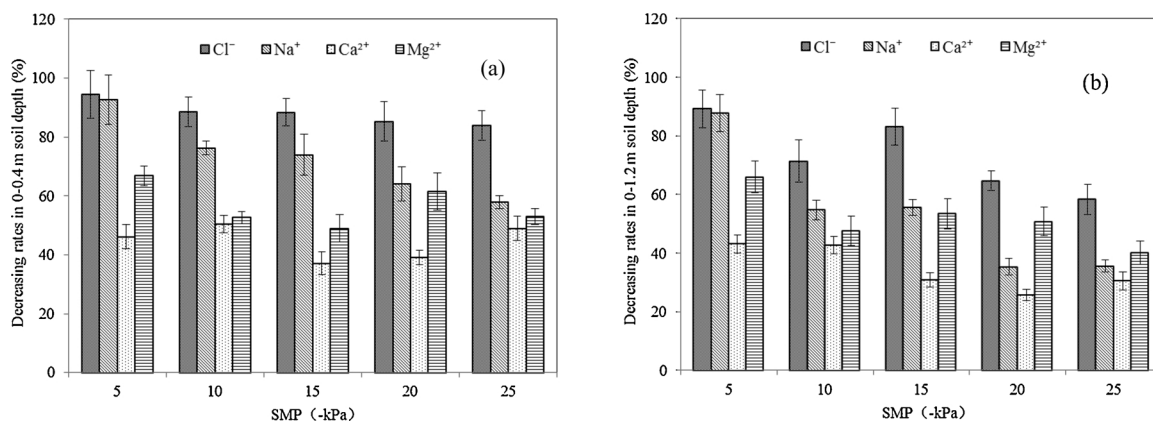 120
100
80
60
40
20
0
Decreasing rates in 0-0.4 m soil depth (%)
Cl⁻ Na⁺ Ca²⁺ Mg²⁺
(a)
5 10 15 20 25
SMP（-kPa）
120
100
80
60
40
20
0
Decreasing rates in 0-1.2 m soil depth (%)
Cl⁻ Na⁺ Ca²⁺ Mg²⁺
(b)
5 10 15 20 25
SMP（-kPa）